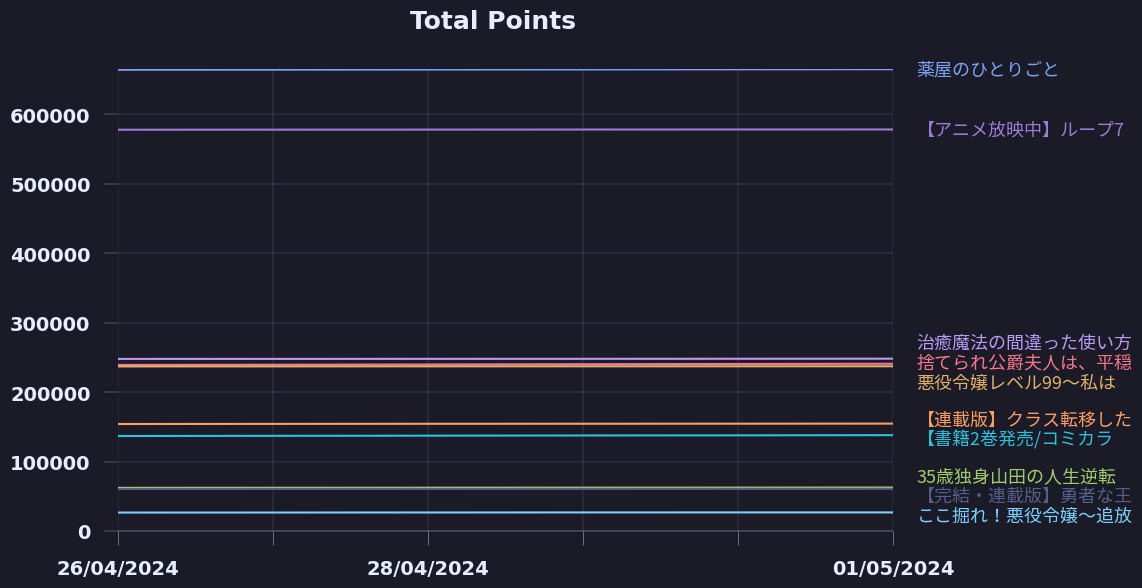 Total Points
600000
500000
400000
300000
200000
100000
0
26/04/2024
28/04/2024
01/05/2024
薬屋のひとりごと
【アニメ放映中】ループ7
治癒魔法の間違った使い方
捨てられ公爵夫人は、平穏
悪役令嬢レベル99〜私は
【連載版】クラス転移した
【書籍2巻発売/コミカラ
35歳独身山田の人生逆転
【完結・連載版】勇者な王
ここ掘れ！悪役令嬢〜追放